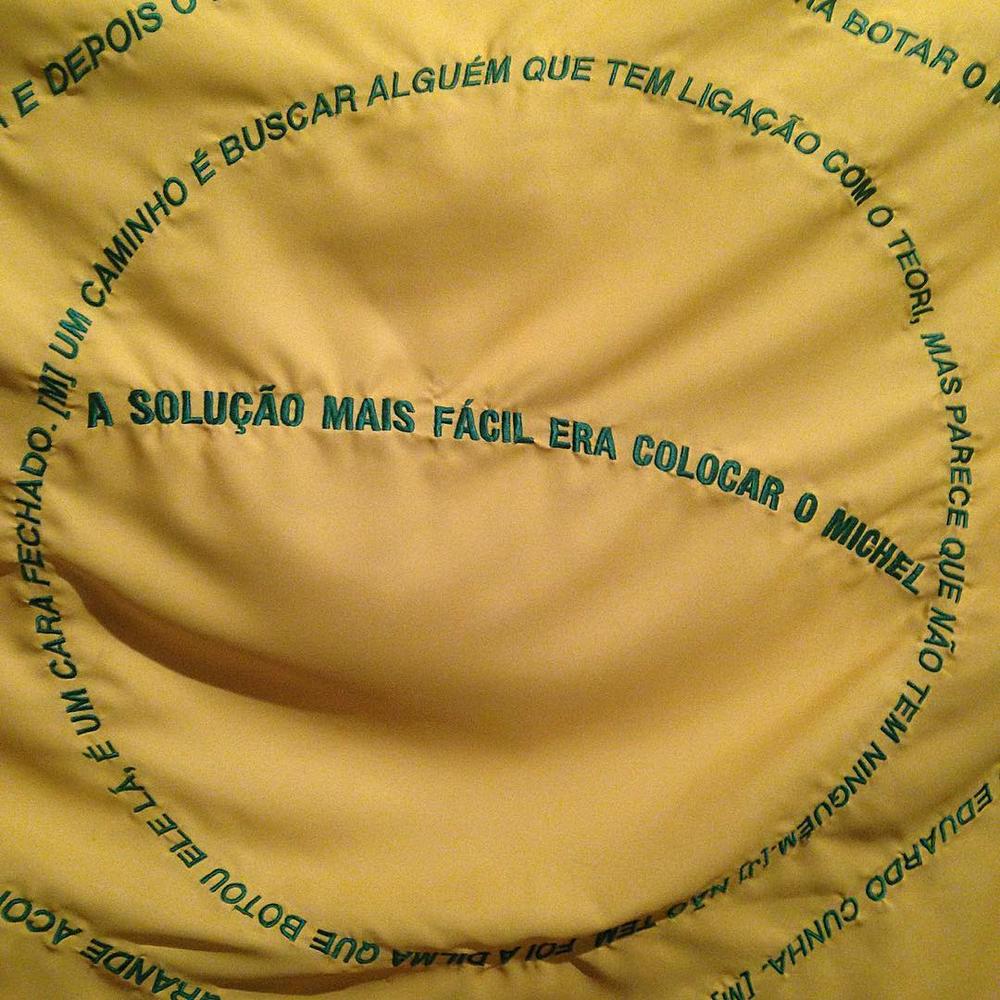 E DEPOIS O
BOTAR O
[M] UM CAMINHO É BUSCAR ALGUÉM QUE TEM LIGAÇÃO COM O TEORI, MAS PARECE QUE NÃO TEM NINGUÉM. [J] NÃO TEM FOI A DILMA QUE BOTOU ELE LÁ, É UM CARA FECHADO.
A SOLUÇÃO MAIS FÁCIL ERA COLOCAR O MICHEL
EDUARDO CUNHA. [M]
GRANDE ACOR